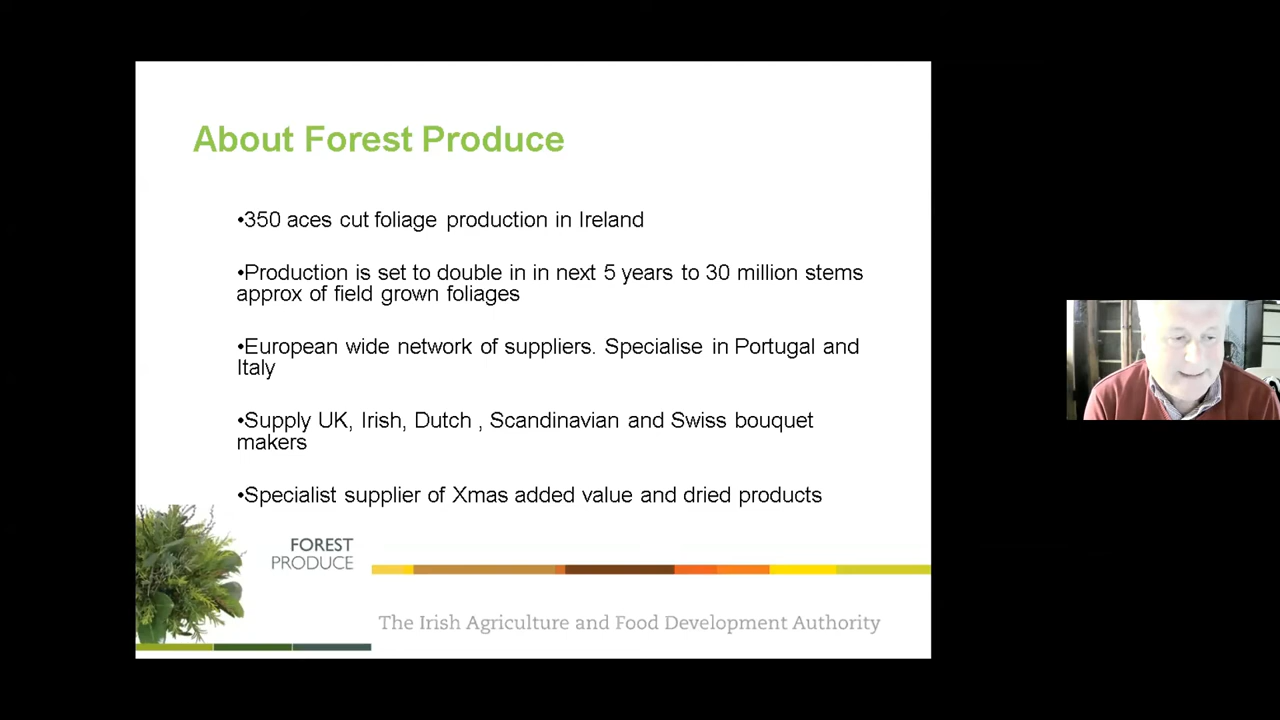 About Forest Produce
•350 aces cut foliage production in Ireland
•Production is set to double in in next 5 years to 30 million stems
approx of field grown foliages
•European wide network of suppliers. Specialise in Portugal and
Italy
•Supply UK, Irish, Dutch , Scandinavian and Swiss bouquet
makers
•Specialist supplier of Xmas added value and dried products
FOREST
PRODUCE
The Irish Agriculture and Food Development Authority